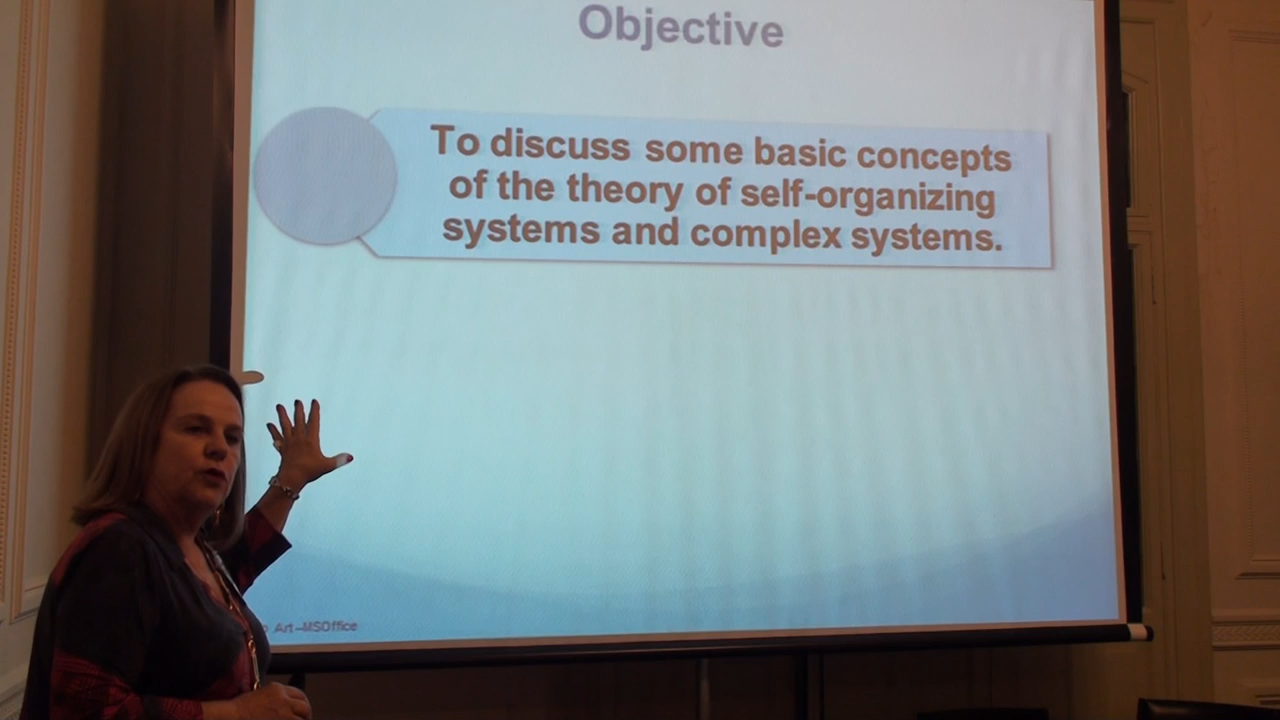 Objective
To discuss some basic concepts
of the theory of self-organizing
systems and complex systems.
Art–MSOffice